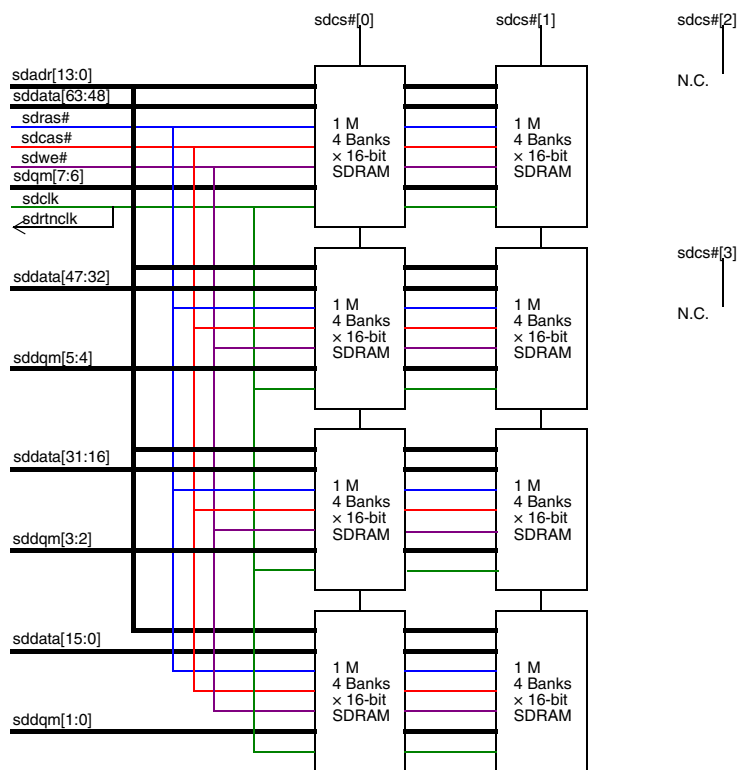 sdcs#[0]
sdcs#[1]
sdcs#[2]
sdadr[13:0]
sddata[63:48]
sdras#
sdcas#
sdwe#
sdqm[7:6]
sdclk
sdrtnclk
1 M
4 Banks
× 16-bit
SDRAM
1 M
4 Banks
× 16-bit
SDRAM
N.C.
sddata[47:32]
sddqm[5:4]
1 M
4 Banks
× 16-bit
SDRAM
1 M
4 Banks
× 16-bit
SDRAM
sdcs#[3]
N.C.
sddata[31:16]
sddqm[3:2]
1 M
4 Banks
× 16-bit
SDRAM
1 M
4 Banks
× 16-bit
SDRAM
sddata[15:0]
sddqm[1:0]
1 M
4 Banks
× 16-bit
SDRAM
1 M
4 Banks
× 16-bit
SDRAM